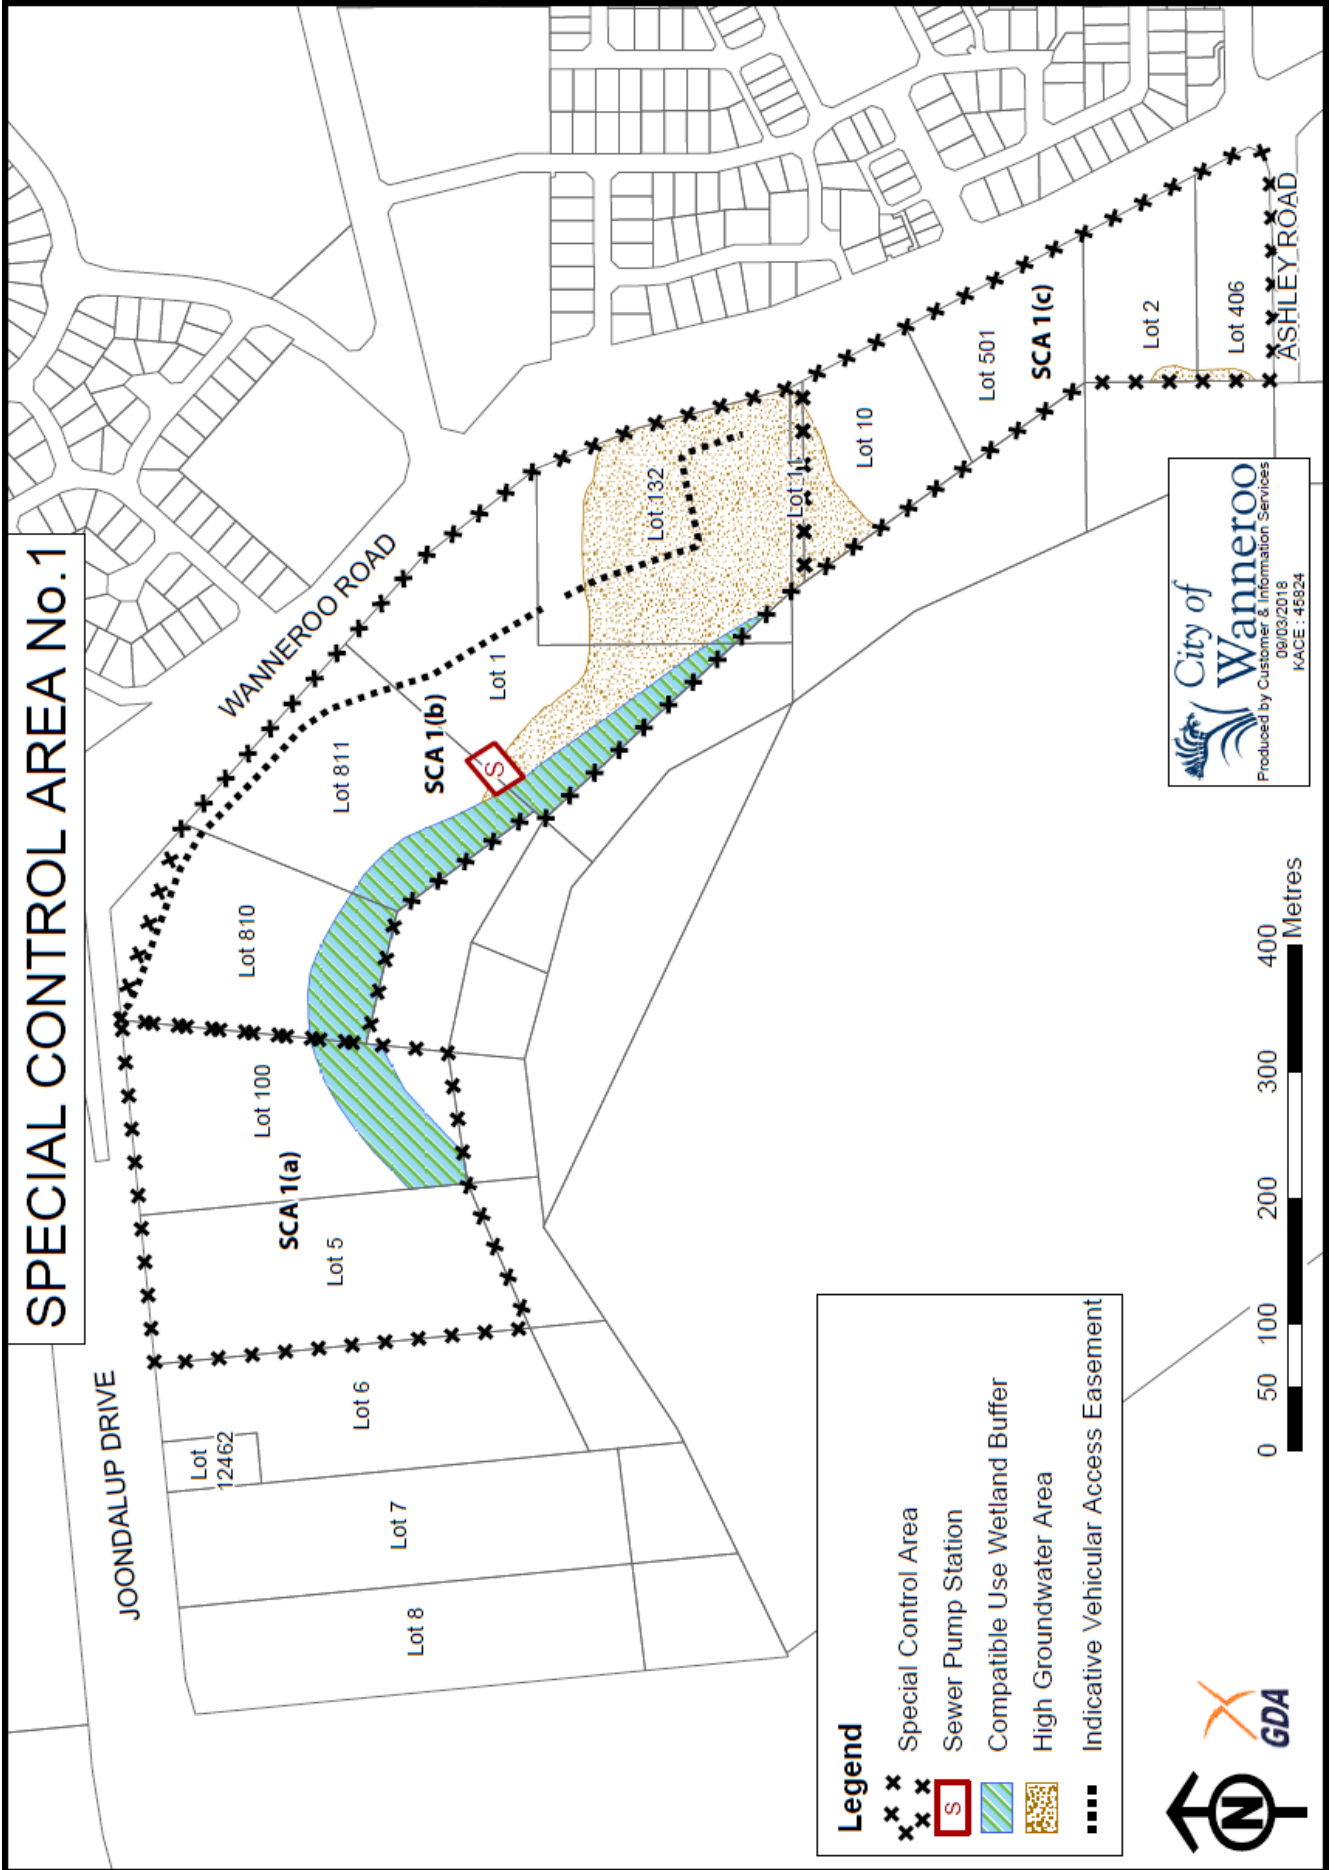 SPECIAL CONTROL AREA No.1
JOONDALUP DRIVE
WANNEROO ROAD
Lot
12462
Lot 8
Lot 7
Lot 6
Lot 5
SCA 1(a)
Lot 100
Lot 810
Lot 811
SCA 1(b)
S
Lot 1
Lot 132
Lot 11
Lot 10
Lot 501
SCA 1(c)
Lot 2
Lot 406
ASHLEY ROAD
Legend
Special Control Area
S
Sewer Pump Station
Compatible Use Wetland Buffer
High Groundwater Area
Indicative Vehicular Access Easement
N
GDA
0 50 100 200 300 400
Metres
City of
Wanneroo
Produced by Customer & Information Services
09/03/2018
KACE : 45824